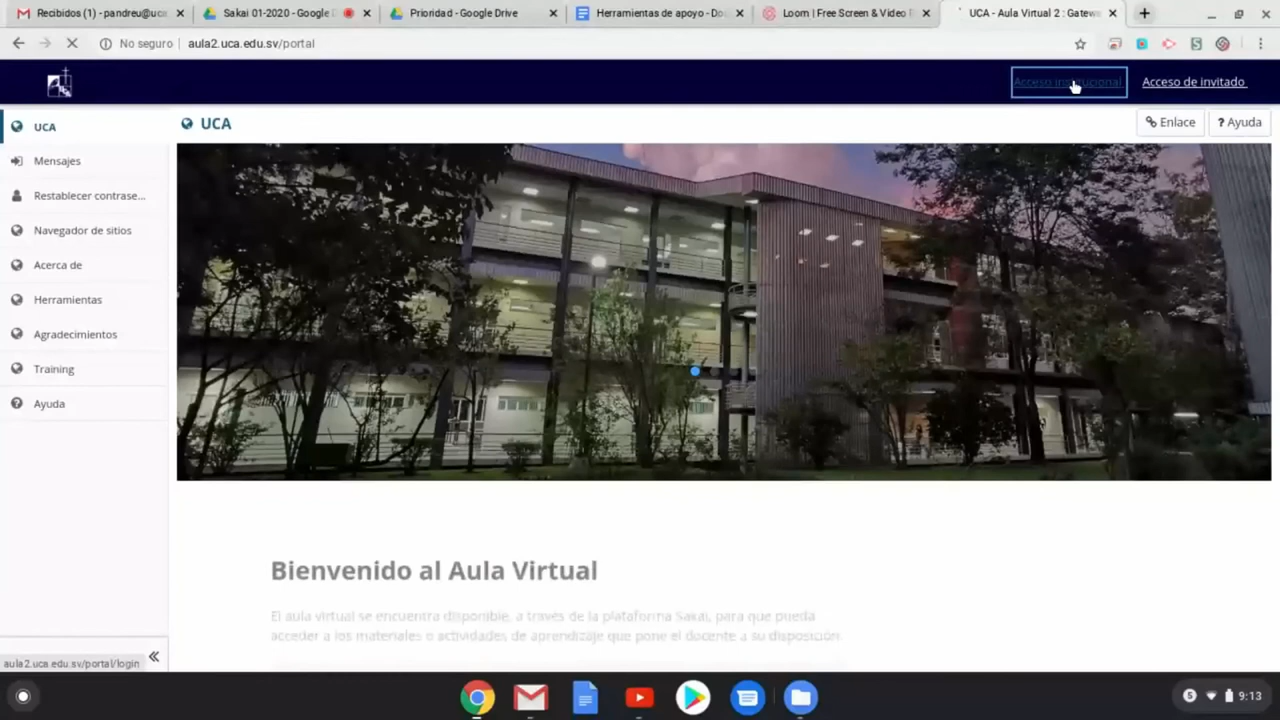 Recibidos (1) - pandreu@uca
Sakai 01-2020 - Google D
Prioridad - Google Drive
Herramientas de apoyo - Do
Loom | Free Screen & Video
UCA - Aula Virtual 2 : Gatew
No seguro
aula2.uca.edu.sv/portal
Acceso institucional
Acceso de invitado
UCA
Mensajes
Restablecer contrase...
Navegador de sitios
Acerca de
Herramientas
Agradecimientos
Training
Ayuda
UCA
Enlace
? Ayuda
Bienvenido al Aula Virtual
El aula virtual se encuentra disponible, a través de la plataforma Sakai, para que pueda
acceder a los materiales o actividades de aprendizaje que pone el docente a su disposición
aula2.uca.edu.sv/portal/login
5
9:13